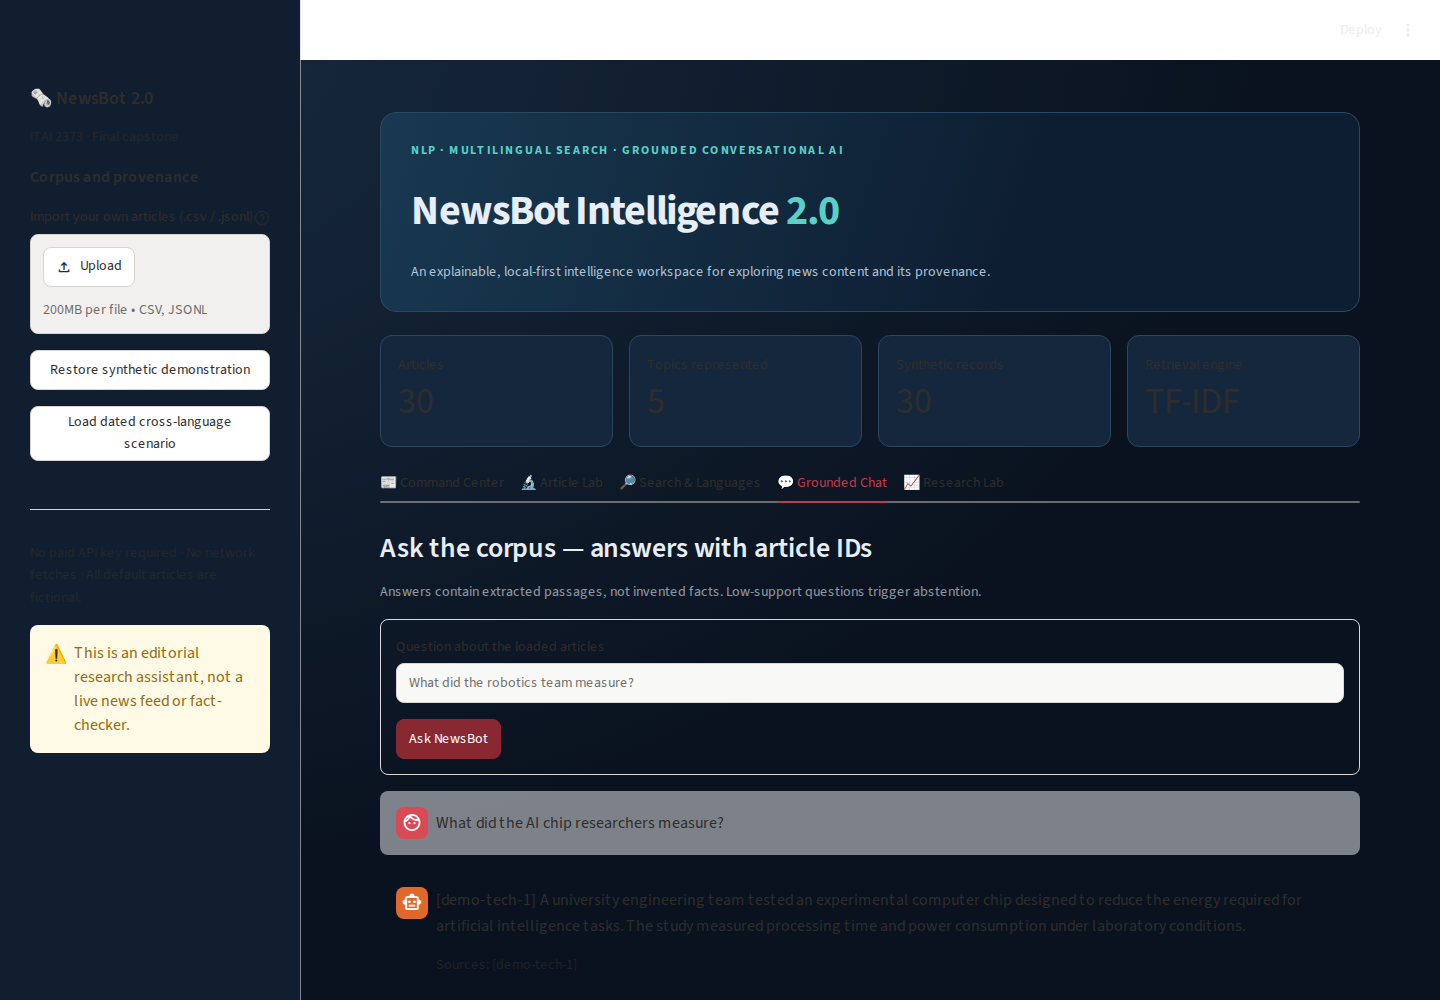 Deploy
NewsBot 2.0
ITAI 2373 · Final capstone
Corpus and provenance
Import your own articles (.csv / .jsonl)
Upload
200MB per file • CSV, JSONL
Restore synthetic demonstration
Load dated cross-language
scenario
No paid API key required · No network
fetches · All default articles are
fictional.
This is an editorial
research assistant, not a
live news feed or fact-
checker.
NLP · MULTILINGUAL SEARCH · GROUNDED CONVERSATIONAL AI
NewsBot Intelligence 2.0
An explainable, local-first intelligence workspace for exploring news content and its provenance.
Articles
30
Topics represented
5
Synthetic records
30
Retrieval engine
TF-IDF
Command Center
Article Lab
Search & Languages
Grounded Chat
Research Lab
Ask the corpus — answers with article IDs
Answers contain extracted passages, not invented facts. Low-support questions trigger abstention.
Question about the loaded articles
What did the robotics team measure?
Ask NewsBot
What did the AI chip researchers measure?
[demo-tech-1] A university engineering team tested an experimental computer chip designed to reduce the energy required for
artificial intelligence tasks. The study measured processing time and power consumption under laboratory conditions.
Sources: [demo-tech-1]